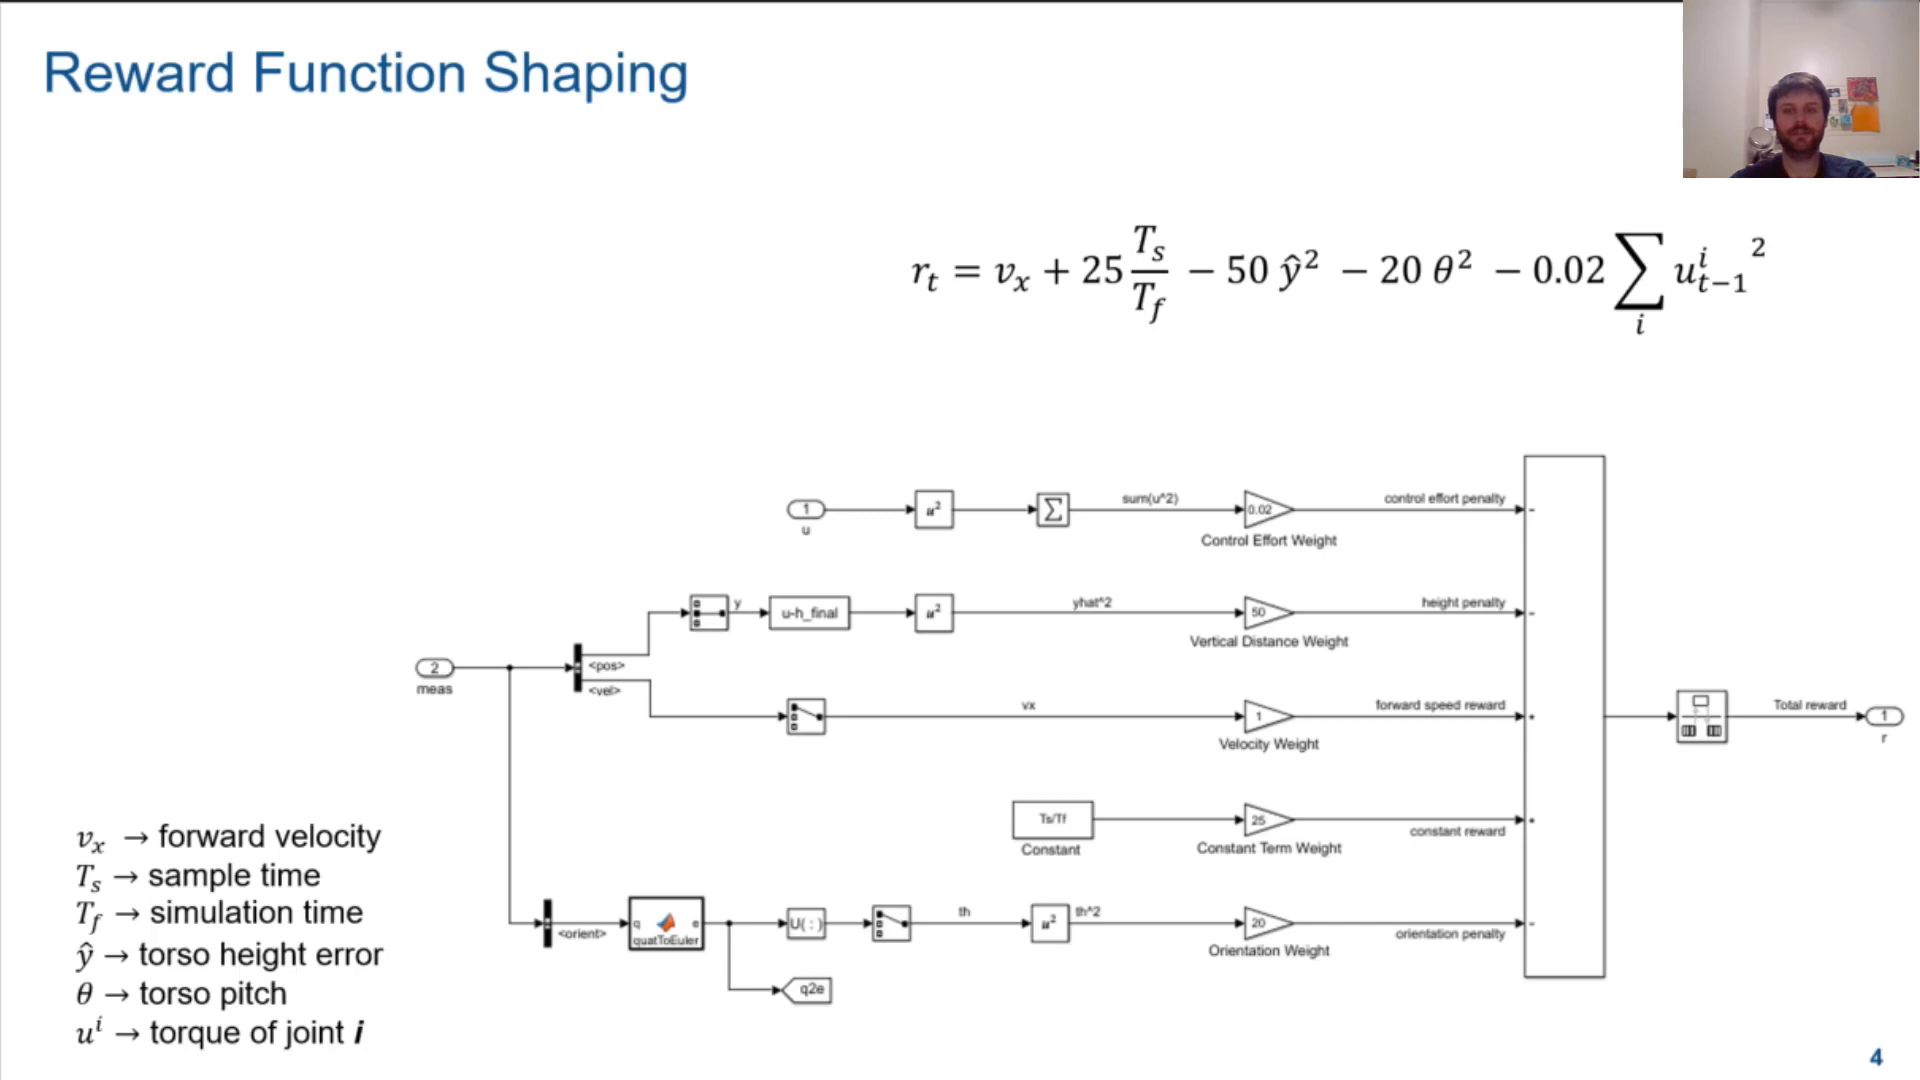 Reward Function Shaping
r_t = v_x + 25 T_s/T_f − 50 ŷ² − 20 θ² − 0.02 ∑_i u^i_{t−1}²
1
u
u²
∑
sum(u^2)
0.02
Control Effort Weight
control effort penalty
-
y
u-h_final
u²
yhat^2
50
Vertical Distance Weight
height penalty
-
2
meas
<pos>
<vel>
vx
1
Velocity Weight
forward speed reward
+
Total reward
1
r
Ts/Tf
Constant
25
Constant Term Weight
constant reward
+
<orient>
q
e
quatToEuler
U( : )
th
u²
th^2
20
Orientation Weight
orientation penalty
-
q2e
v_x → forward velocity
T_s → sample time
T_f → simulation time
ŷ → torso height error
θ → torso pitch
u^i → torque of joint i
4